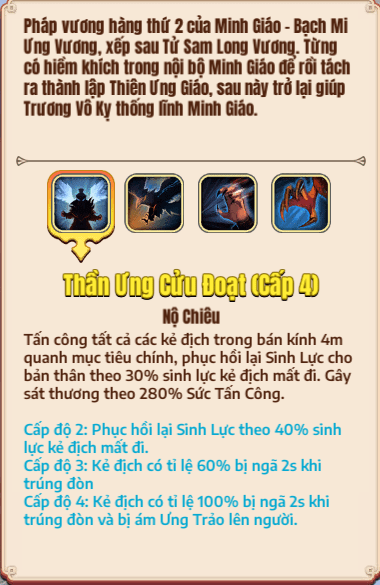 Pháp vương hàng thứ 2 của Minh Giáo - Bạch Mi
Ưng Vương, xếp sau Tử Sam Long Vương. Từng
có hiềm khích trong nội bộ Minh Giáo để rồi tách
ra thành lập Thiên Ưng Giáo, sau này trở lại giúp
Trương Vô Kỵ thống lĩnh Minh Giáo.
Thần Ưng Cửu Đoạt (Cấp 4)
Nộ Chiêu
Tấn công tất cả các kẻ địch trong bán kính 4m
quanh mục tiêu chính, phục hồi lại Sinh Lực cho
bản thân theo 30% sinh lực kẻ địch mất đi. Gây
sát thương theo 280% Sức Tấn Công.
Cấp độ 2: Phục hồi lại Sinh Lực theo 40% sinh
lực kẻ địch mất đi.
Cấp độ 3: Kẻ địch có tỉ lệ 60% bị ngã 2s khi
trúng đòn
Cấp độ 4: Kẻ địch có tỉ lệ 100% bị ngã 2s khi
trúng đòn và bị ám Ưng Trảo lên người.